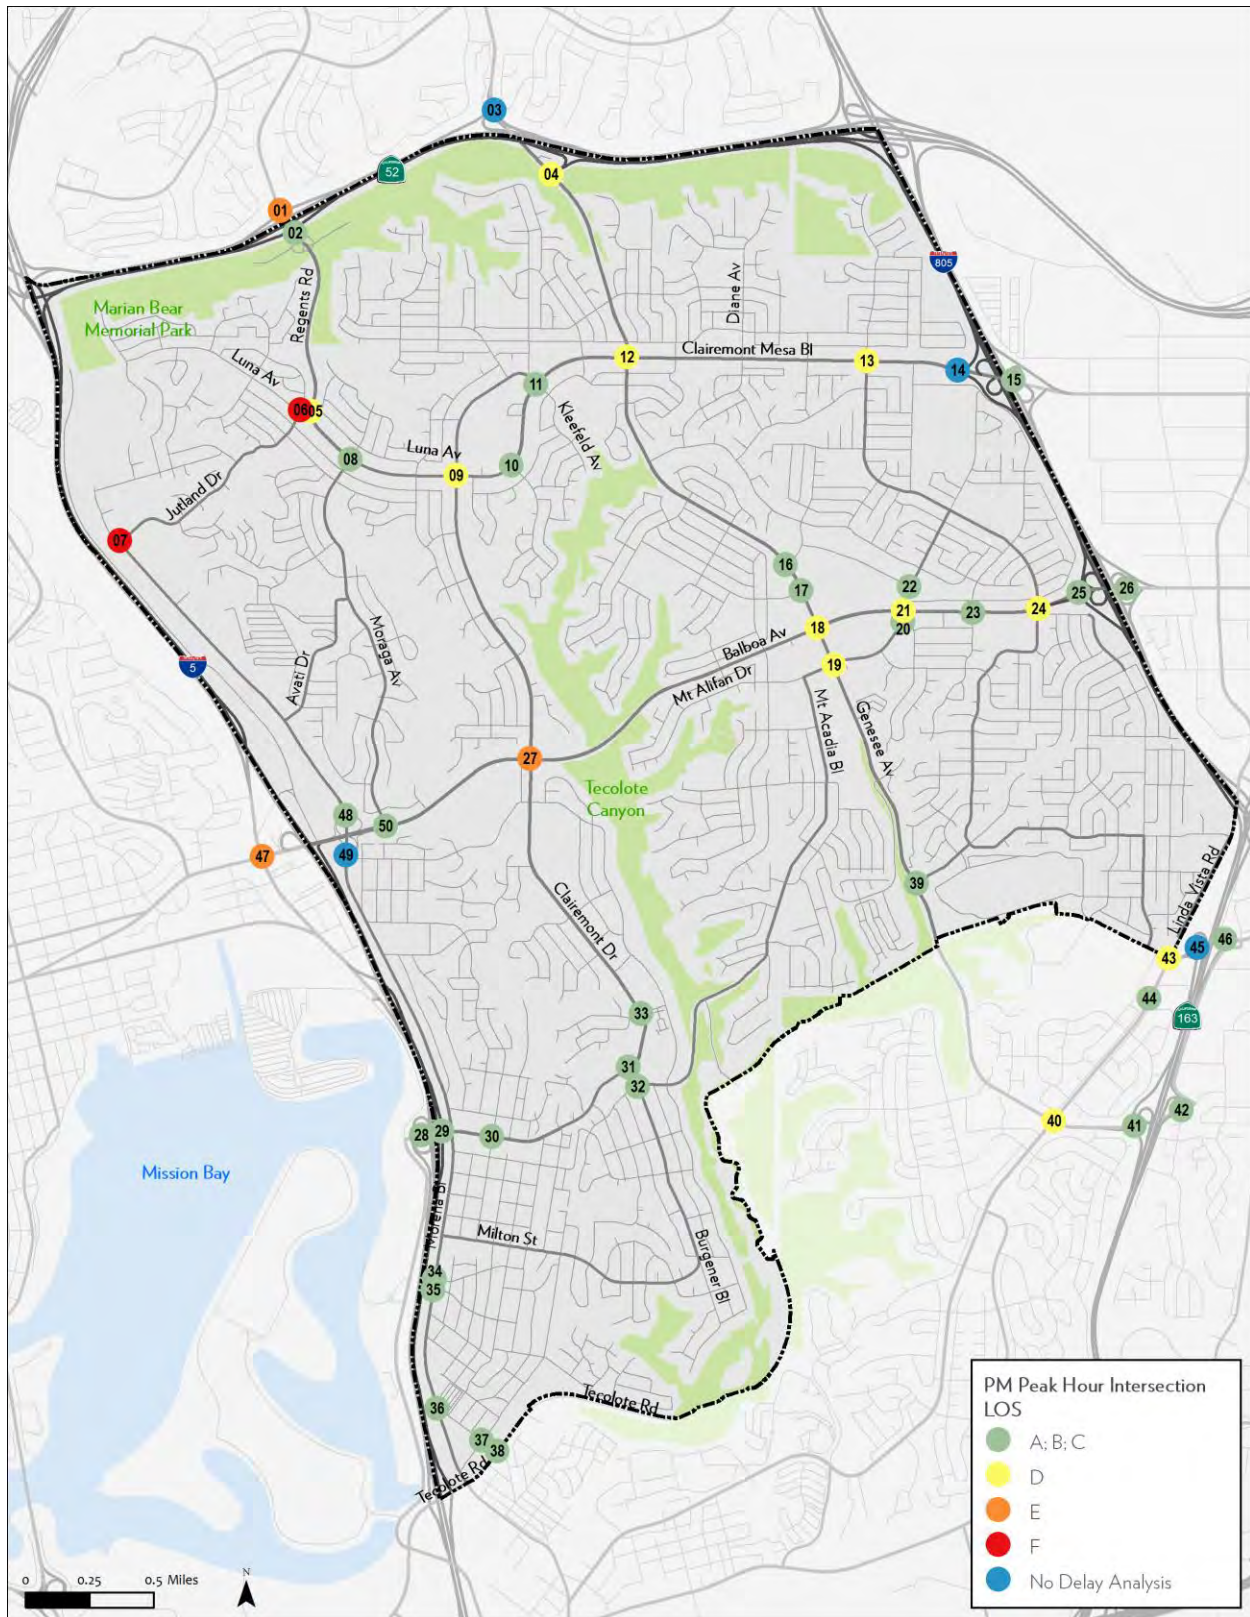 03
52
04
01
02
805
Marian Bear
Memorial Park
Regents Rd
Diane Av
Clairemont Mesa Bl
12
13
14
15
Luna Av
11
06
05
Kleefeld Av
08
Luna Av
09
10
Jutland Dr
07
16
17
22
25
26
21
23
24
20
18
Balboa Av
19
Mt Alifan Dr
5
Avati Dr
Moraga Av
Mt Acadia Bl
Genesee Av
27
Tecolote
Canyon
48
50
47
49
39
Clairemont Dr
Linda Vista Rd
46
45
43
44
163
33
31
32
28
29
30
40
41
42
Mission Bay
Morena Bl
Milton St
Burgener Bl
34
35
36
Tecolote Rd
37
38
Tecolote Rd
PM Peak Hour Intersection
LOS
A; B; C
D
E
F
No Delay Analysis
0 0.25 0.5 Miles
N